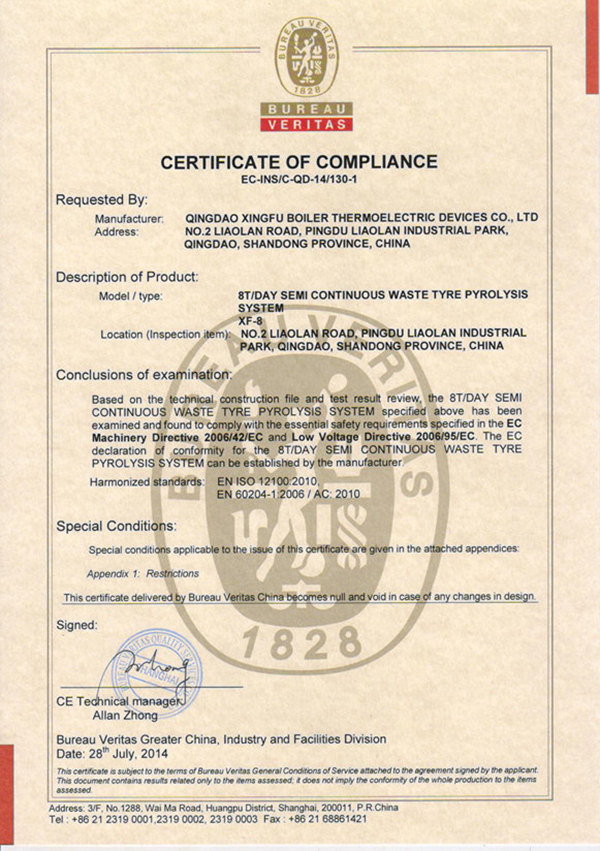 BUREAU VERITAS
1828
BUREAU
VERITAS
CERTIFICATE OF COMPLIANCE
EC-INS/C-QD-14/130-1
Requested By:
Manufacturer: QINGDAO XINGFU BOILER THERMOELECTRIC DEVICES CO., LTD
Address: NO.2 LIAOLAN ROAD, PINGDU LIAOLAN INDUSTRIAL PARK,
QINGDAO, SHANDONG PROVINCE, CHINA
Description of Product:
Model / type: 8T/DAY SEMI CONTINUOUS WASTE TYRE PYROLYSIS
SYSTEM
XF-8
Location (Inspection item): NO.2 LIAOLAN ROAD, PINGDU LIAOLAN INDUSTRIAL
PARK, QINGDAO, SHANDONG PROVINCE, CHINA
Conclusions of examination:
Based on the technical construction file and test result review, the 8T/DAY SEMI
CONTINUOUS WASTE TYRE PYROLYSIS SYSTEM specified above has been
examined and found to comply with the essential safety requirements specified in the EC
Machinery Directive 2006/42/EC and Low Voltage Directive 2006/95/EC. The EC
declaration of conformity for the 8T/DAY SEMI CONTINUOUS WASTE TYRE
PYROLYSIS SYSTEM can be established by the manufacturer.
Harmonized standards: EN ISO 12100:2010,
EN 60204-1:2006 / AC: 2010
BUREAU VERITAS
1828
Special Conditions:
Special conditions applicable to the issue of this certificate are given in the attached appendices:
Appendix 1: Restrictions
This certificate delivered by Bureau Veritas China becomes null and void in case of any changes in design.
Signed:
BUREAU VERITAS QUALITY
SHANGHAI
CE Technical manager
Allan Zhong
Bureau Veritas Greater China, Industry and Facilities Division
Date: 28th July, 2014
This certificate is subject to the terms of Bureau Veritas General Conditions of Service attached to the agreement signed by the applicant.
This document contains results related only to the items assessed; it does not imply the conformity of the whole production to the items
assessed.
Address: 3/F, No.1288, Wai Ma Road, Huangpu District, Shanghai, 200011, P.R.China
Tel : +86 21 2319 0001,2319 0002, 2319 0003 Fax : +86 21 68861421